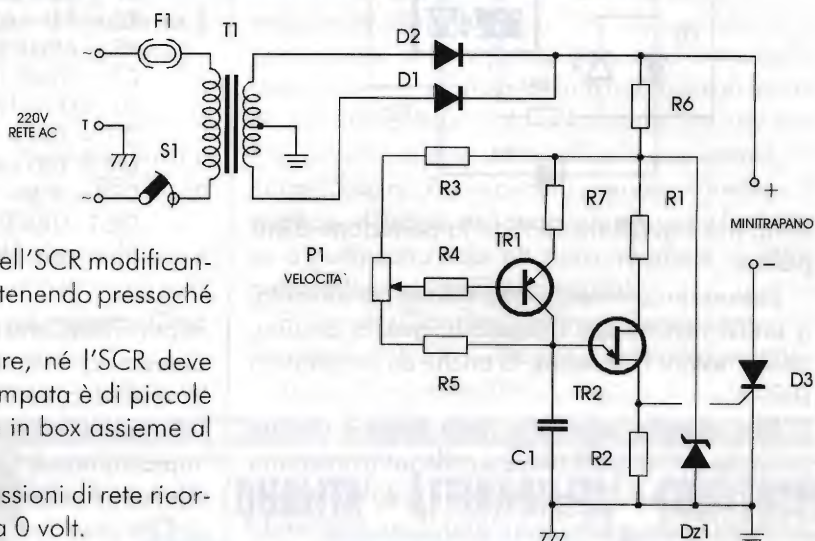 F1
T1
D2
D1
R6
~
220V
RETE AC
T
S1
~
R3
R7
R1
+
MINITRAPANO
−
P1
VELOCITA`
R4
TR1
R5
TR2
D3
C1
R2
Dz1
ell'SCR modifican-
tenendo pressoché
re, né l'SCR deve
mpata è di piccole
in box assieme al
ssioni di rete ricor-
a 0 volt.